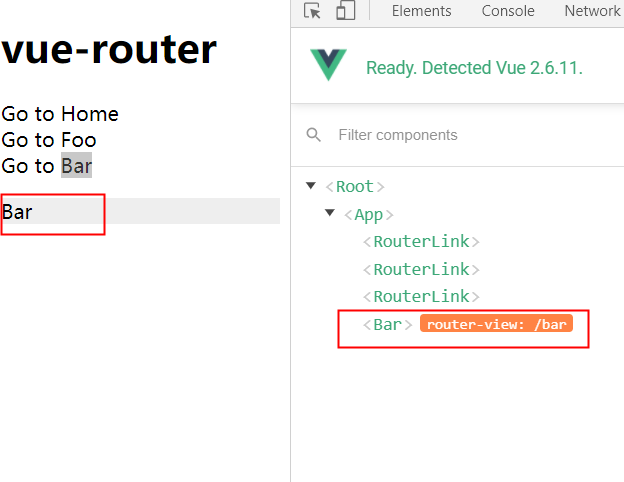 vue-router
Go to Home
Go to Foo
Go to Bar
Bar
Elements Console Network
Ready. Detected Vue 2.6.11.
Filter components
<Root>
<App>
<RouterLink>
<RouterLink>
<RouterLink>
<Bar> router-view: /bar